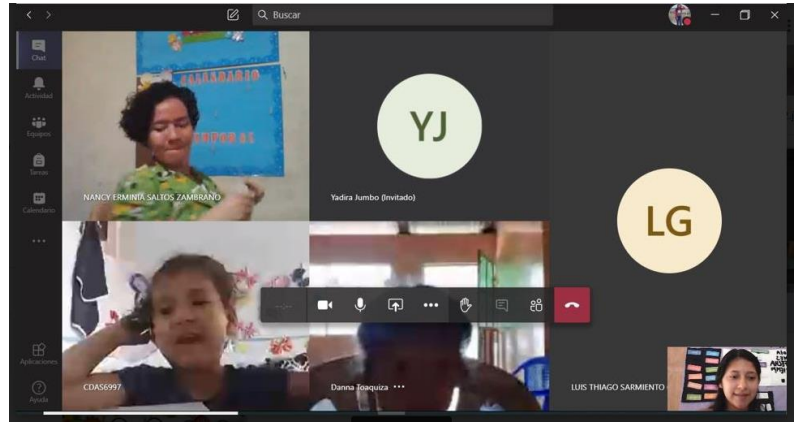 Buscar
Chat
Actividad
Equipos
Tareas
Calendario
Aplicaciones
Ayuda
CALENDARIO
TEMPORAL
NANCY ERMINIA SALTOS ZAMBRANO
YJ
Yadira Jumbo (Invitado)
LG
CDAS6997
Danna Toaquiza
LUIS THIAGO SARMIENTO